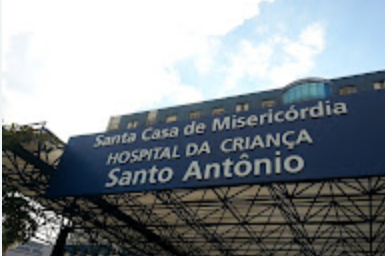 Santa Casa de Misericórdia
HOSPITAL DA CRIANÇA
Santo Antônio